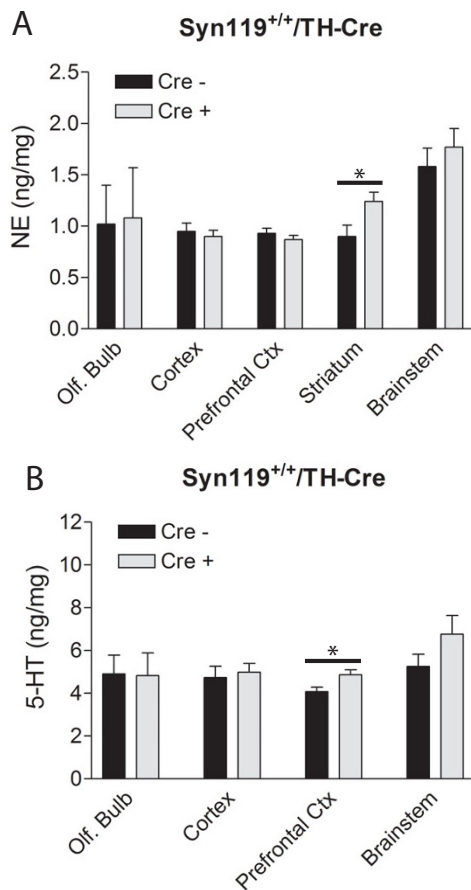 A
Syn119+/+/TH-Cre
NE (ng/mg)
2.5
2.0
1.5
1.0
0.5
0.0
Cre -
Cre +
*
Olf. Bulb
Cortex
Prefrontal Ctx
Striatum
Brainstem
B
Syn119+/+/TH-Cre
5-HT (ng/mg)
12
10
8
6
4
2
0
Cre -
Cre +
*
Olf. Bulb
Cortex
Prefrontal Ctx
Brainstem